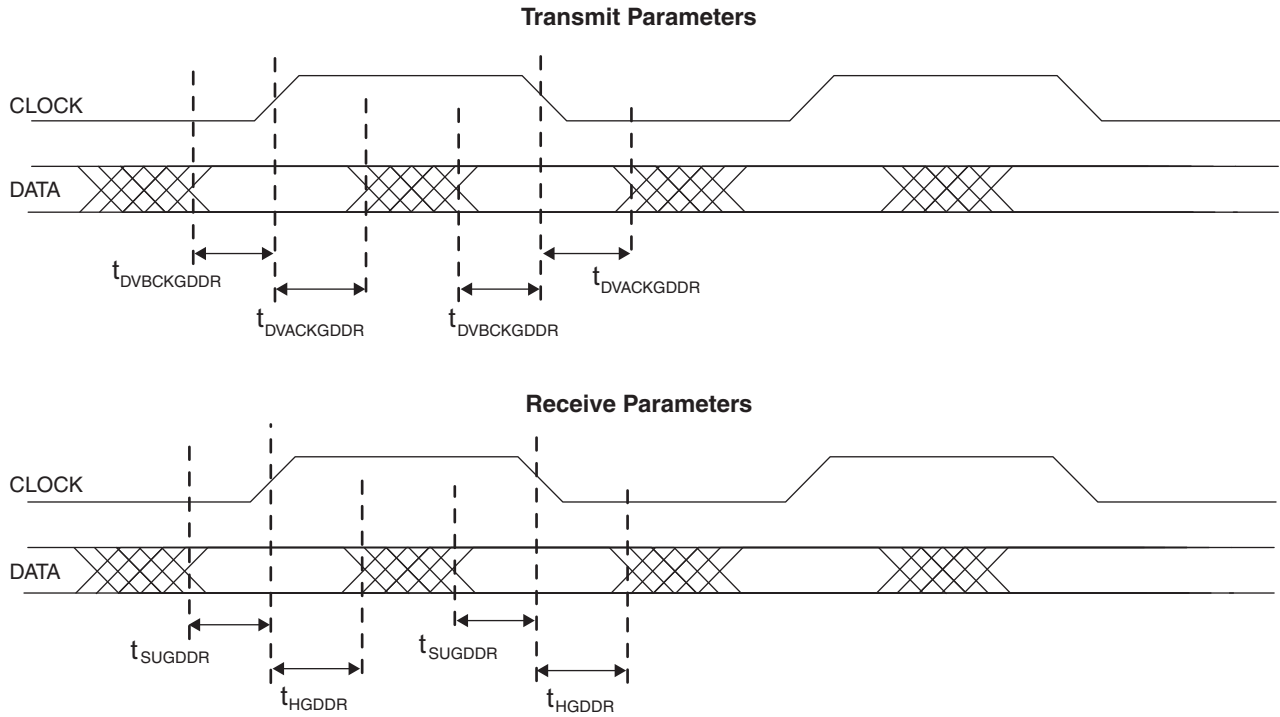 Transmit Parameters
CLOCK
DATA
tDVBCKGDDR
tDVACKGDDR
tDVACKGDDR
tDVBCKGDDR
Receive Parameters
CLOCK
DATA
tSUGDDR
tSUGDDR
tHGDDR
tHGDDR